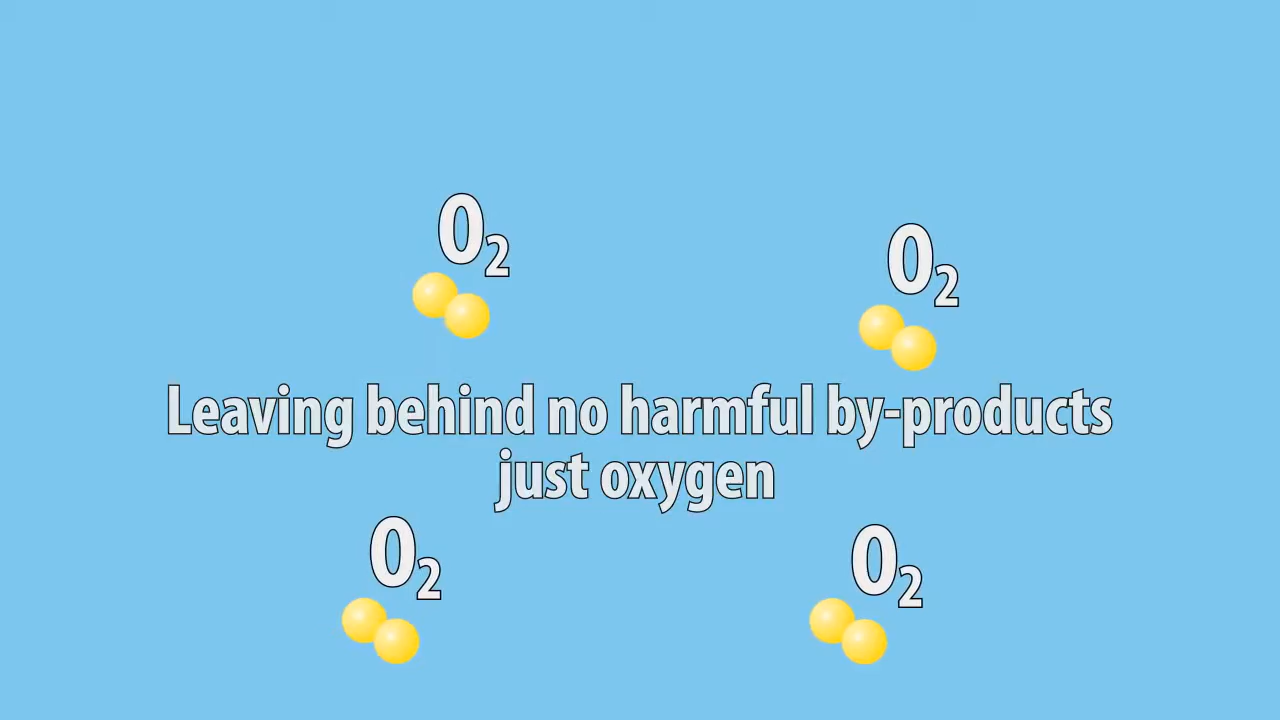 O₂
O₂
Leaving behind no harmful by-products
just oxygen
O₂
O₂